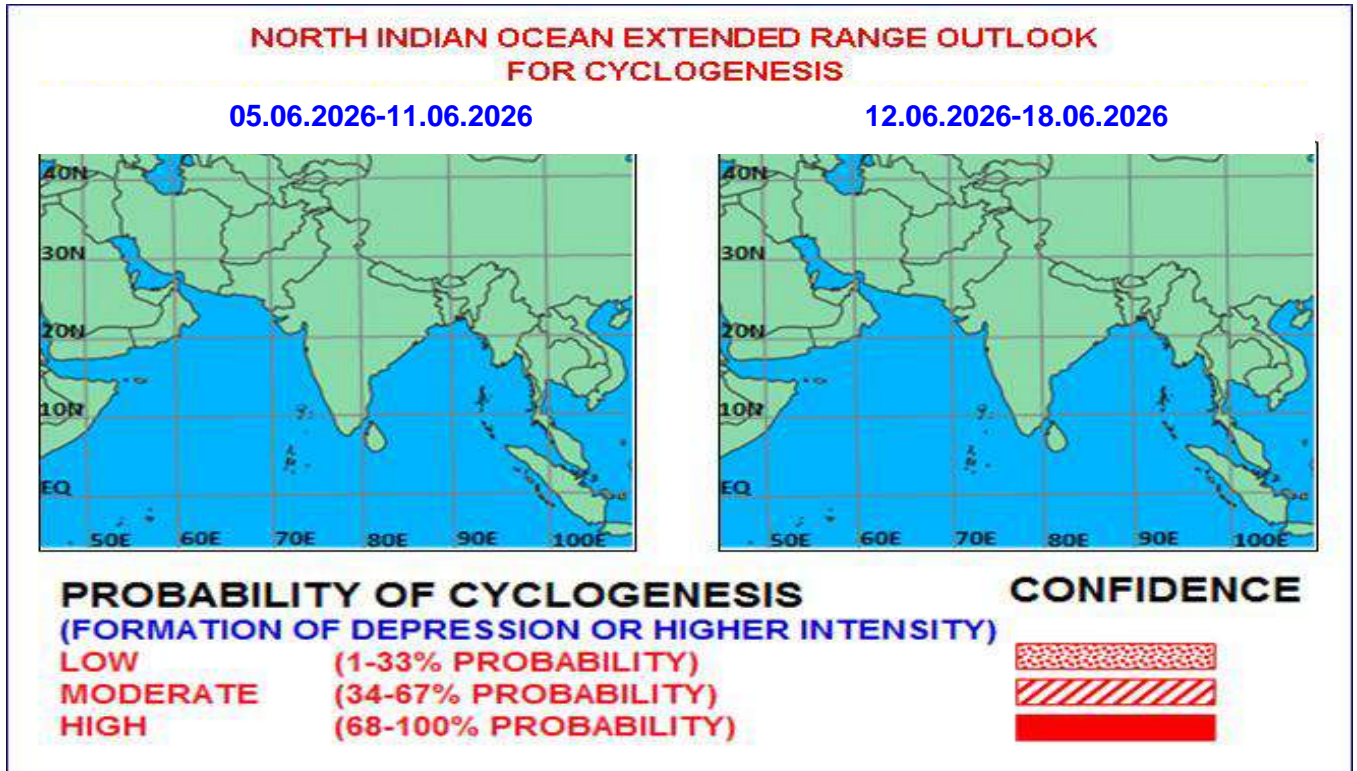 NORTH INDIAN OCEAN EXTENDED RANGE OUTLOOK
FOR CYCLOGENESIS
05.06.2026-11.06.2026
12.06.2026-18.06.2026
40N
30N
20N
10N
EQ
50E 60E 70E 80E 90E 100E
40N
30N
20N
10N
EQ
50E 60E 70E 80E 90E 100E
PROBABILITY OF CYCLOGENESIS
CONFIDENCE
(FORMATION OF DEPRESSION OR HIGHER INTENSITY)
LOW (1-33% PROBABILITY)
MODERATE (34-67% PROBABILITY)
HIGH (68-100% PROBABILITY)